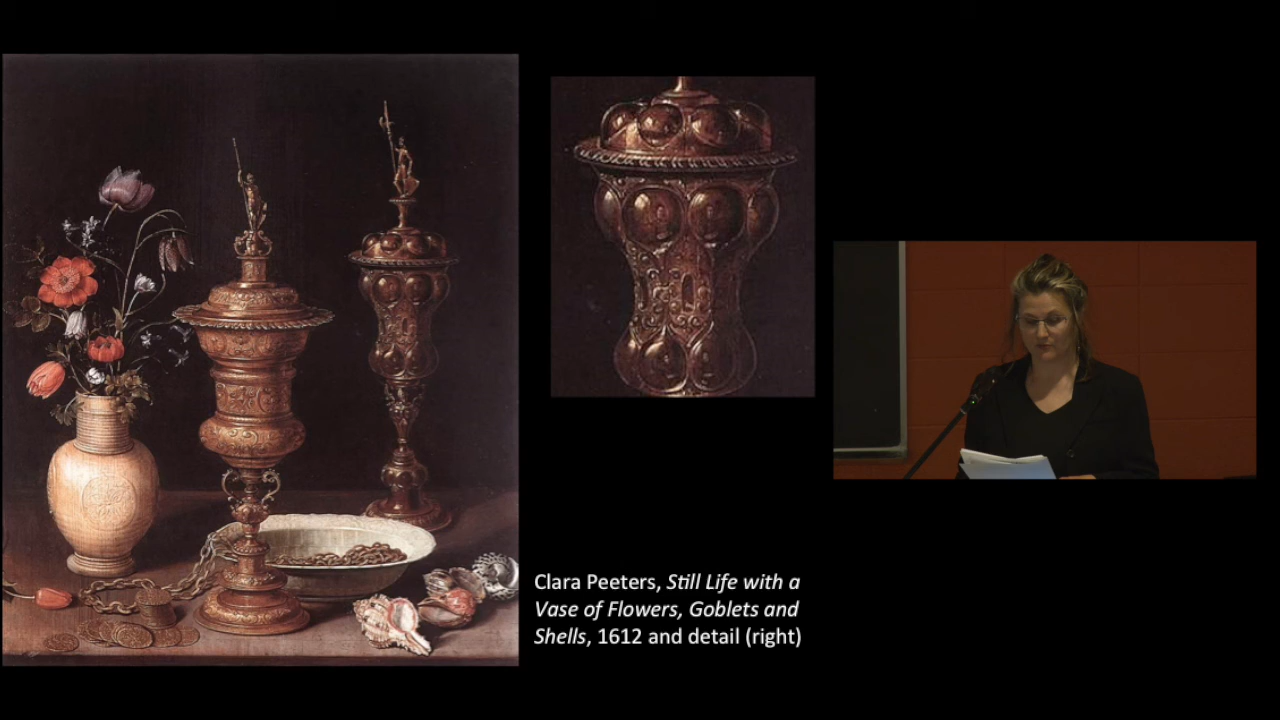 Clara Peeters, Still Life with a
Vase of Flowers, Goblets and
Shells, 1612 and detail (right)